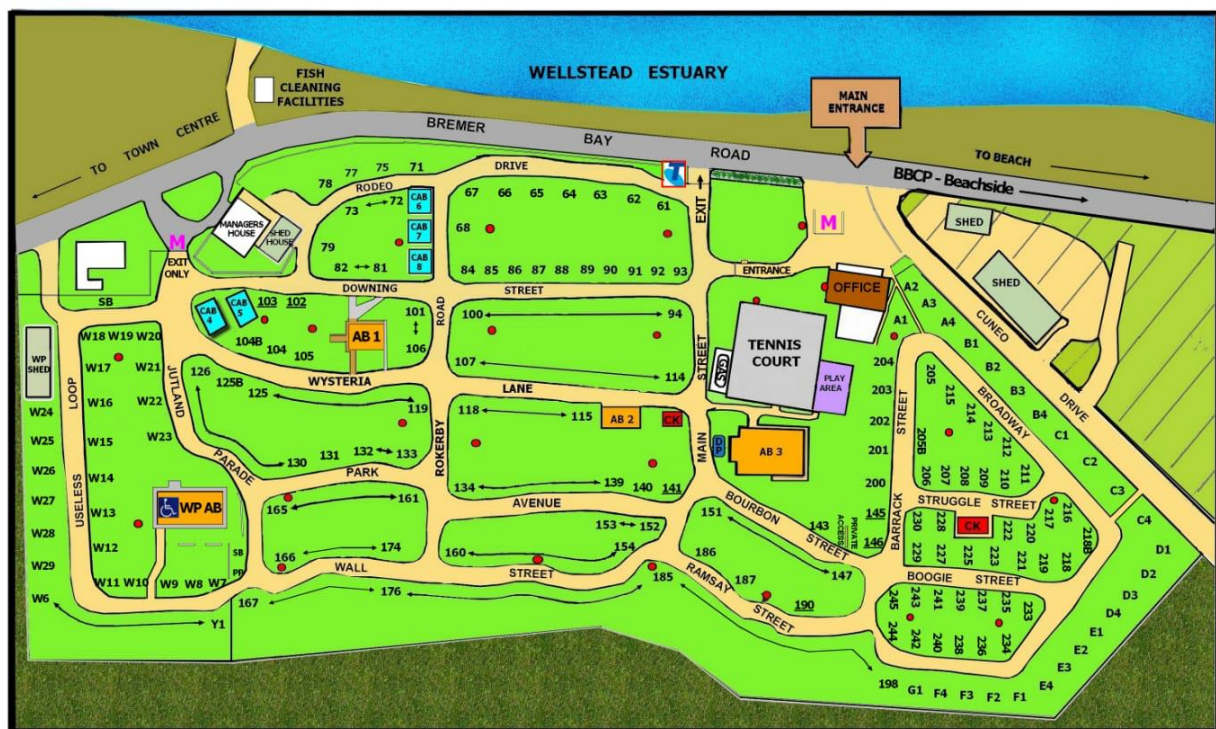 WELLSTEAD ESTUARY
FISH
CLEANING
FACILITIES
MAIN
ENTRANCE
TO TOWN CENTRE
BREMER BAY ROAD
TO BEACH
BBCP - Beachside
T
EXIT
M
78 77 75 71
RODEO DRIVE
MANAGERS
HOUSE
SHED
HOUSE
M
EXIT
ONLY
73 72
CAB
6
CAB
7
CAB
8
79
82 81
67 66 65 64 63 62 61
68
84 85 86 87 88 89 90 91 92 93
ENTRANCE
OFFICE
SHED
SHED
CUNEO DRIVE
SB
DOWNING STREET
CAB
4
CAB
5
103 102
104B 104 105
AB 1
101
106
ROKERBY ROAD
100 94
107 114
MAIN STREET
GAS
TENNIS
COURT
PLAY
AREA
A1 A2 A3 A4
B1 B2 B3 B4
C1 C2 C3 C4
D1 D2 D3 D4
E1 E2 E3 E4
F1 F2 F3 F4 G1
WP
SHED
W18 W19 W20
W17 W21
W16 W22
W15 W23
W14
W13
W12
W11 W10 W9 W8 W7
W24
W25
W26
W27
W28
W29
W6
Y1
USELESS LOOP
JUTLAND PARADE
WP AB
SB
PP
126 125B 125 119
130 131 132 133
WYSTERIA LANE
118 115
AB 2
CK
134 139 140 141
DP
AB 3
PARK AVENUE
165 161
166 174
153 152
160 154
WALL STREET
167 176 185
151 147
BOURBON STREET
186 187 190
RAMSAY STREET
198
143
PRIVATE
ACCESS
145
146
204
203
202
201
200
BARRACK STREET
BROADWAY
205 215 214 213 212 211
205B 206 207 208 209 210
STRUGGLE STREET
230 228 222 220 217 216
CK
229 227 225 223 221 219 218 218B
BOOGIE STREET
245 243 241 239 237 235 233
244 242 240 238 236 234